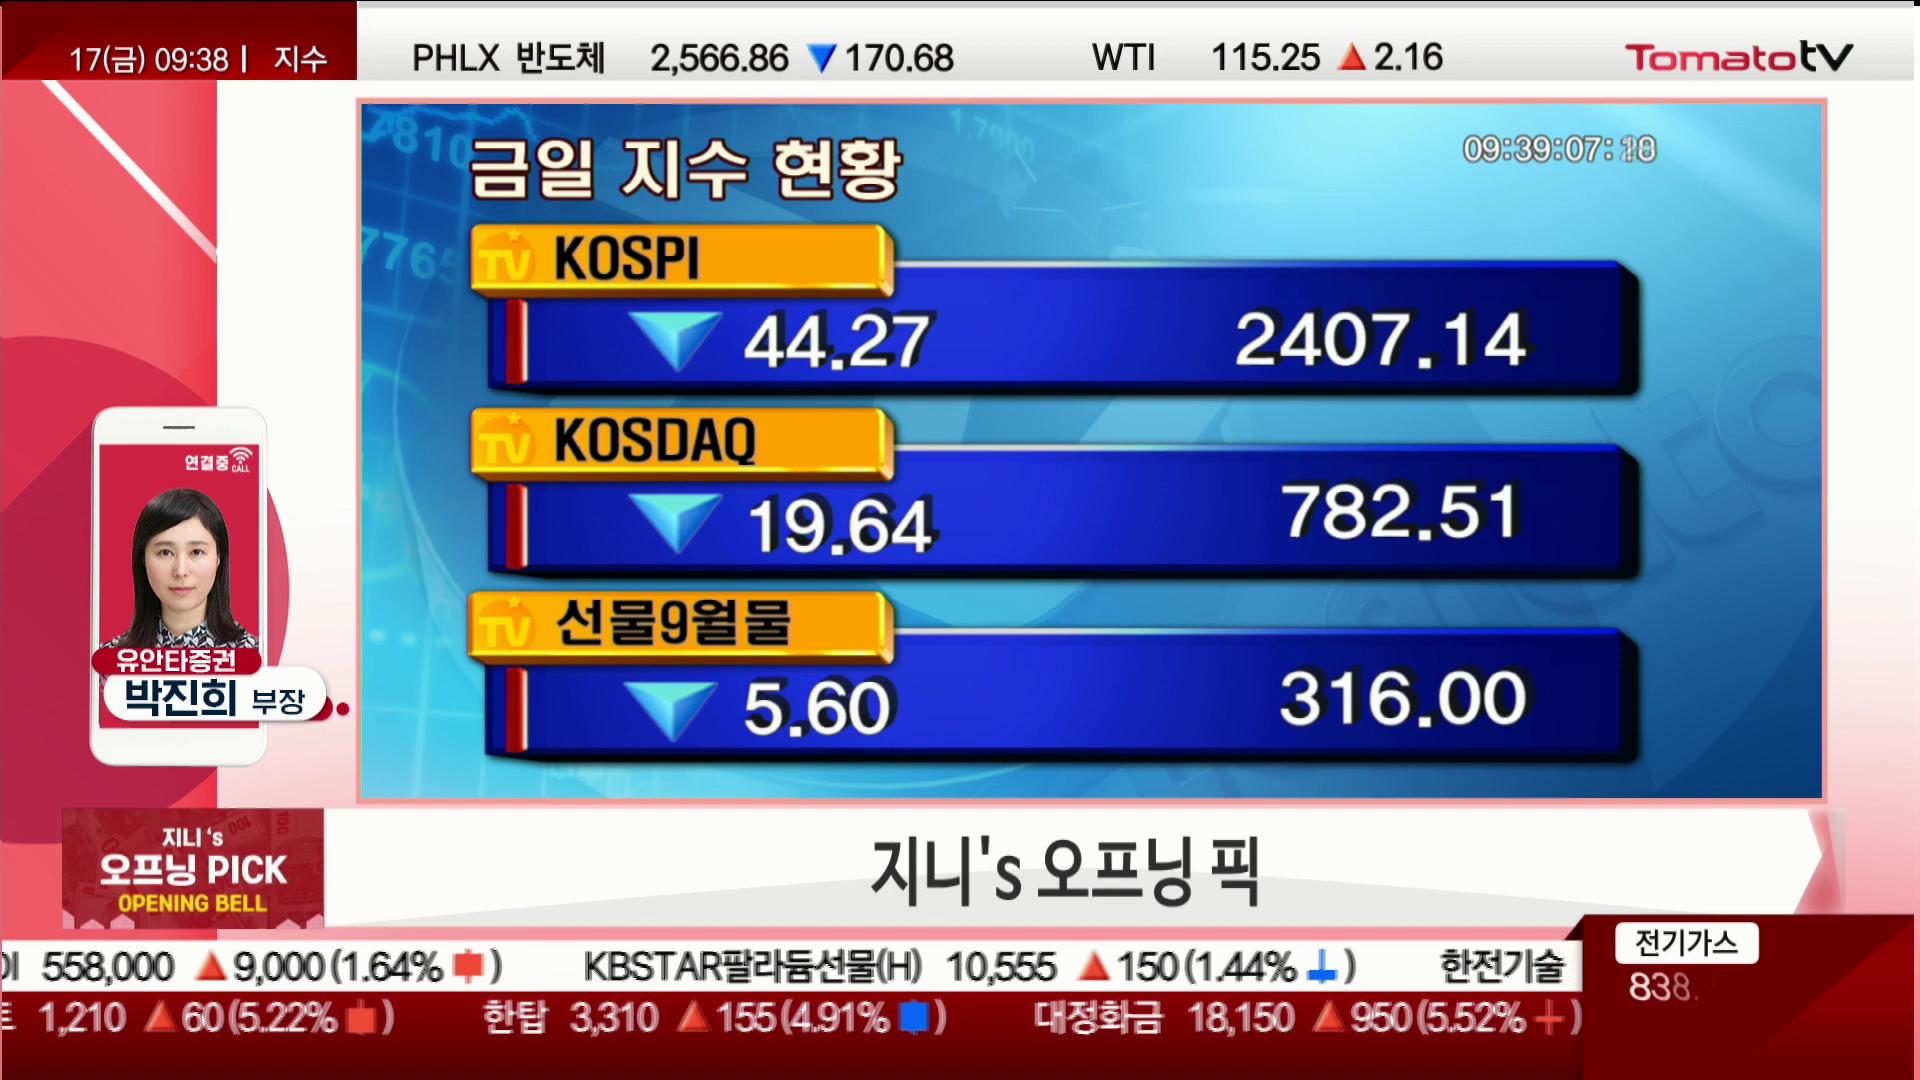 17(금) 09:38 | 지수
PHLX 반도체 2,566.86 ▼170.68 WTI 115.25 ▲2.16
Tomatotv
금일 지수 현황
TV KOSPI
▼ 44.27 2407.14
TV KOSDAQ
▼ 19.64 782.51
TV 선물9월물
▼ 5.60 316.00
연결중 CALL
유안타증권
박진희 부장
지니 ‘s
오프닝 PICK
OPENING BELL
지니's 오프닝 픽
558,000 ▲9,000(1.64% ) KBSTAR팔라듐선물(H) 10,555 ▲150(1.44% ) 한전기술
1,210 ▲60(5.22% ) 한탑 3,310 ▲155(4.91% ) 대정화금 18,150 ▲950(5.52% )
전기가스
838.